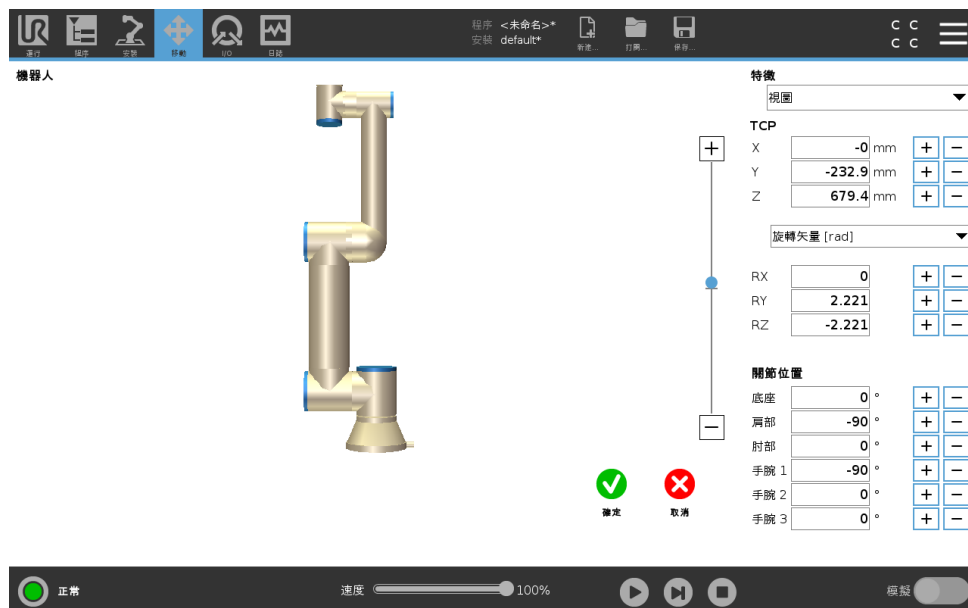 程序 <未命名>*
安裝 default*
C C
C C
運行 程序 安裝 移動 I/O 日誌
新建... 打開... 保存...
機器人
特徵
視圖
TCP
X -0 mm + −
Y -232.9 mm + −
Z 679.4 mm + −
旋轉矢量 [rad]
RX 0 + −
RY 2.221 + −
RZ -2.221 + −
關節位置
底座 0 ° + −
肩部 -90 ° + −
肘部 0 ° + −
手腕 1 -90 ° + −
手腕 2 0 ° + −
手腕 3 0 ° + −
確定 取消
正常
速度 100%
模擬